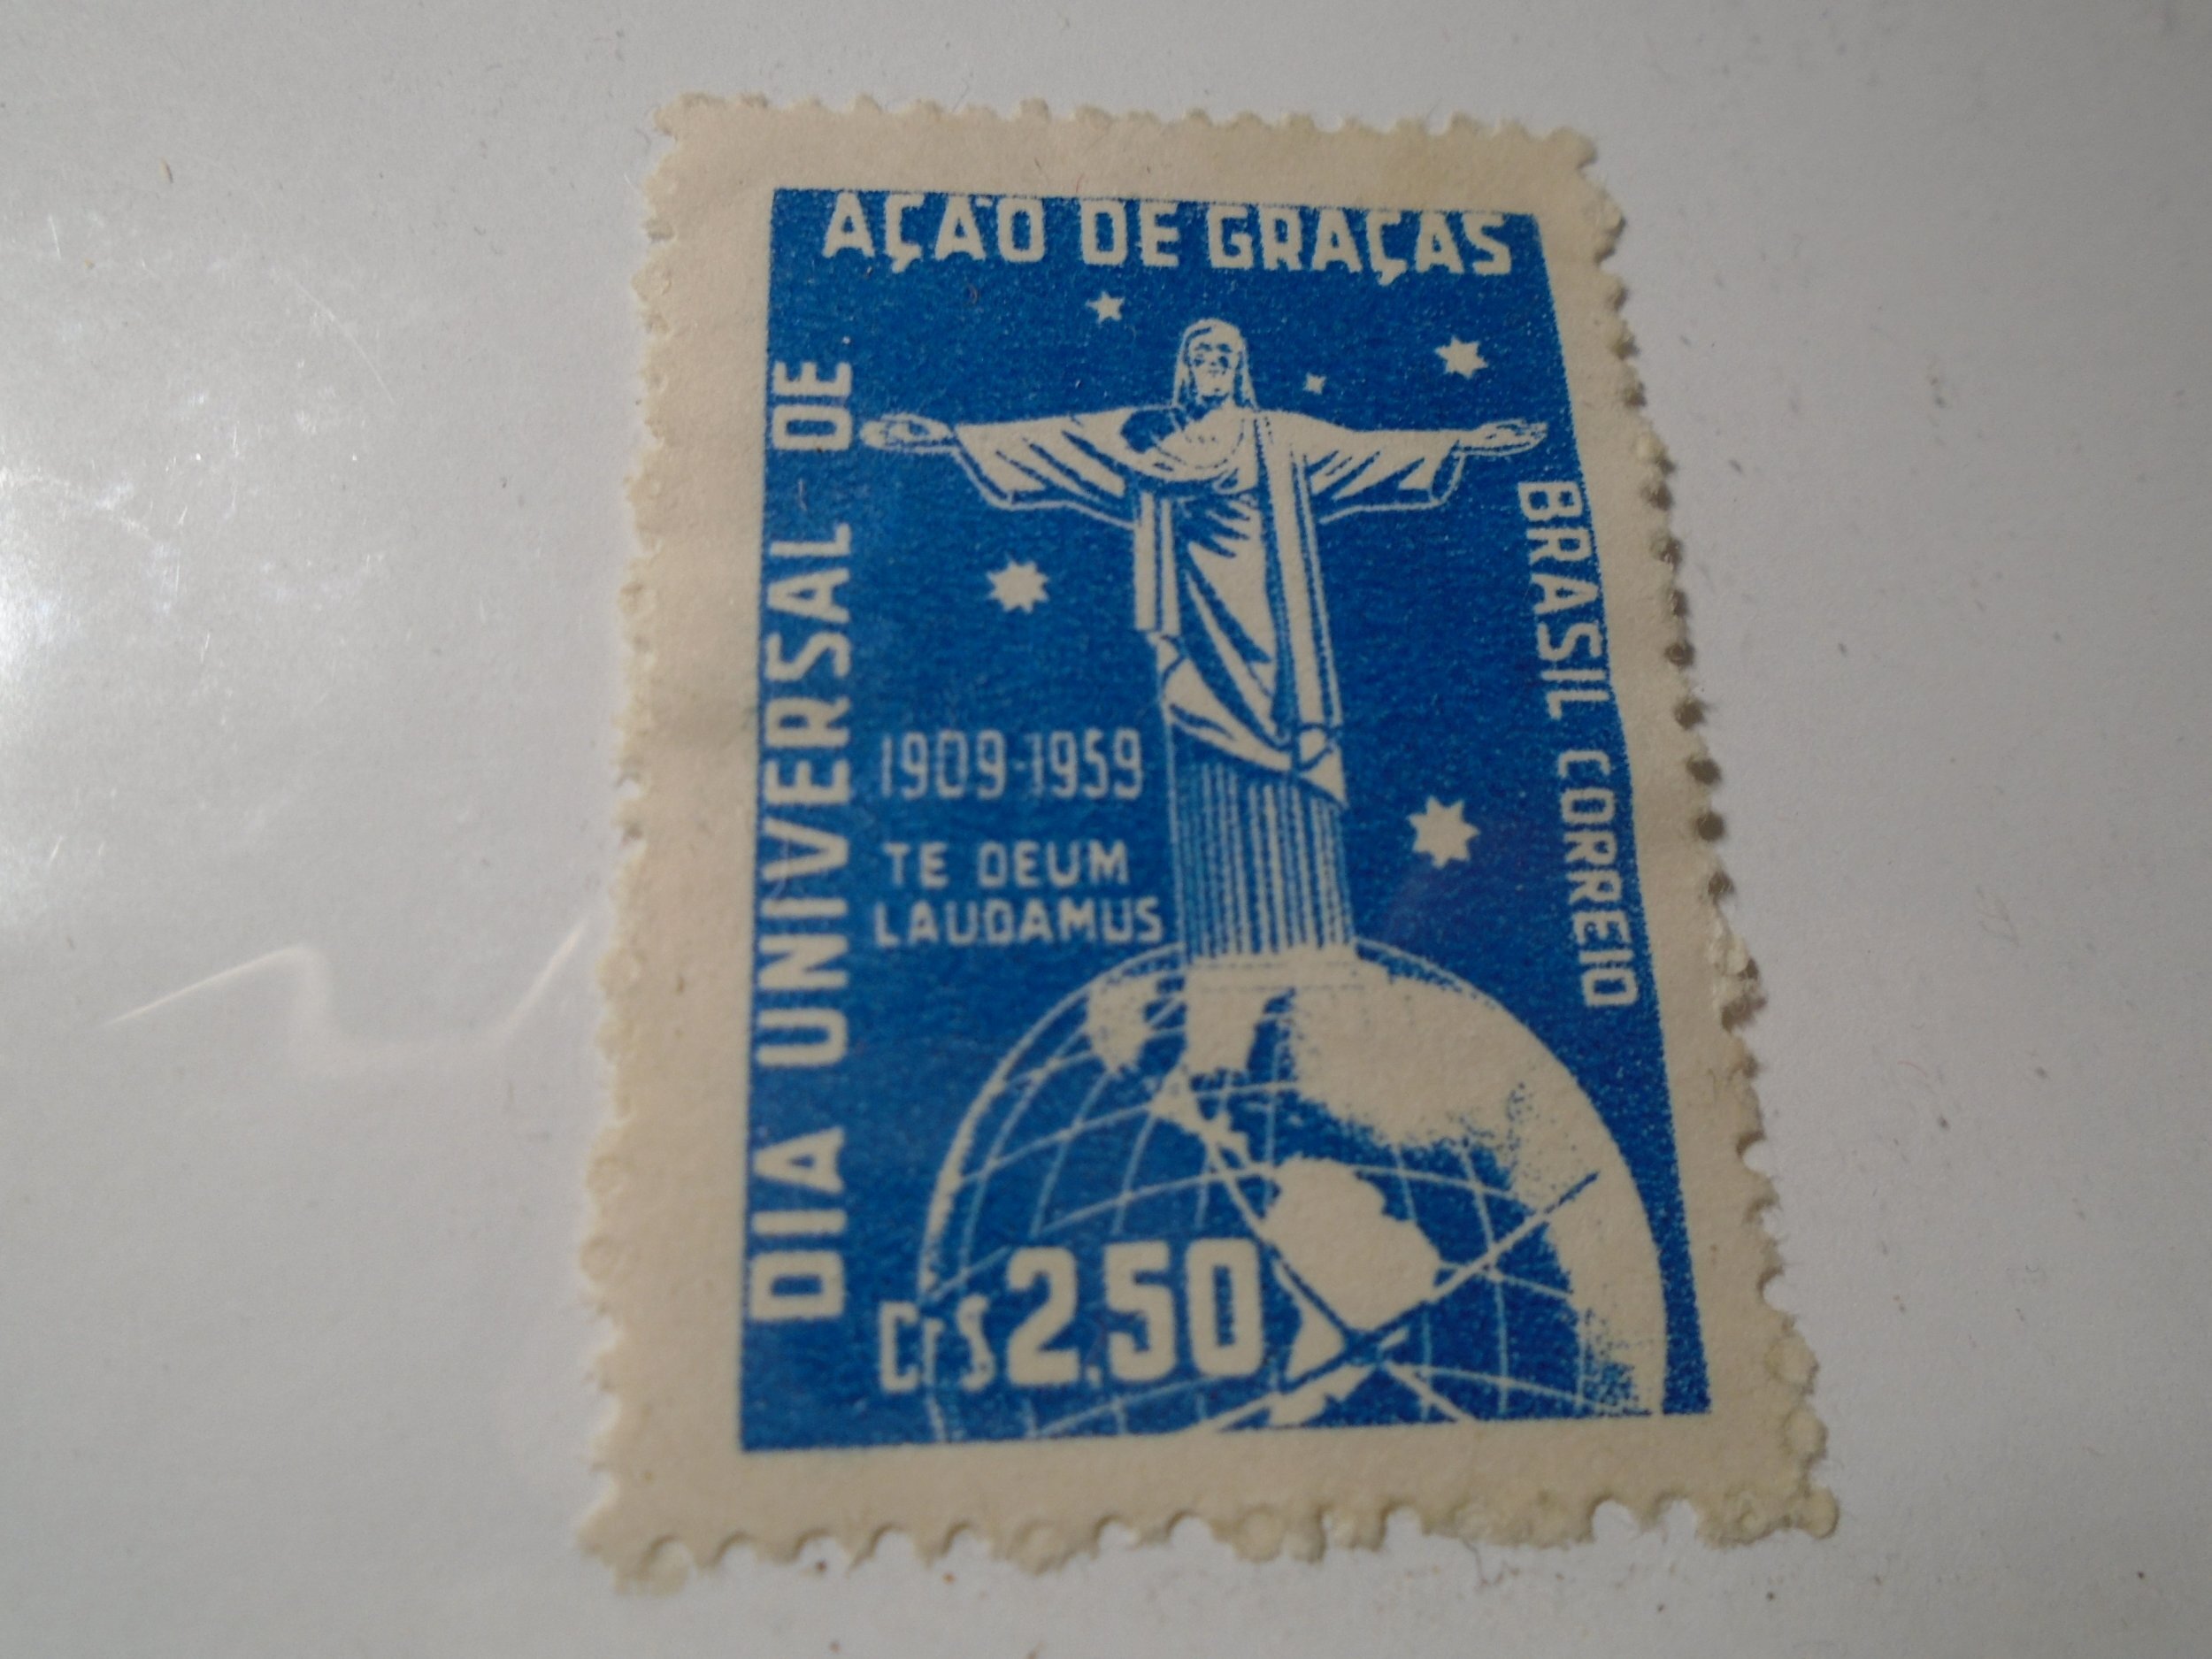 DIA UNIVERSAL DE
AÇÃO DE GRAÇAS
BRASIL CORREIO
1909-1959
TE DEUM
LAUDAMUS
Cr$ 2,50